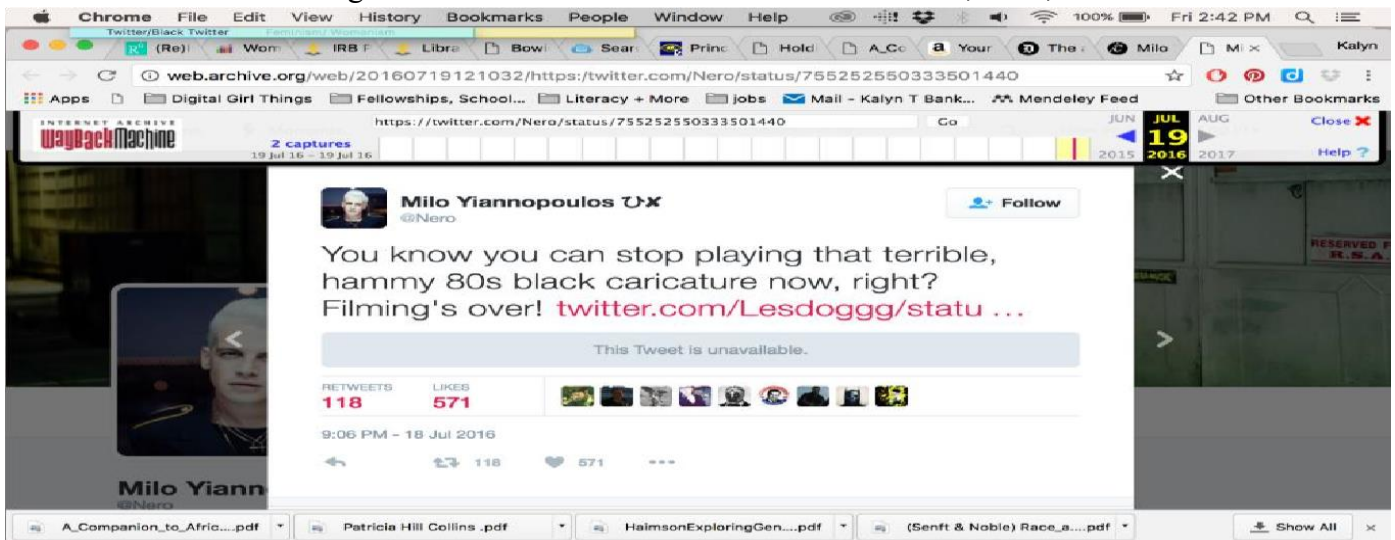 Chrome File Edit View History Bookmarks People Window Help 100% Fri 2:42 PM
Twitter/Black Twitter Feminism/ Womanism
(Re) Wom IRB F Libra Bow Sear Princ Hold A_Co Your The Milo Mi × Kalyn
web.archive.org/web/20160719121032/https:/twitter.com/Nero/status/755252550333501440
Apps Digital Girl Things Fellowships, School... Literacy + More jobs Mail - Kalyn T Bank... Mendeley Feed Other Bookmarks
INTERNET ARCHIVE https://twitter.com/Nero/status/755252550333501440 Go JUN JUL AUG Close
WayBackMachine 2 captures 19
19 Jul 16 - 19 Jul 16 2015 2016 2017 Help ?
Milo Yiannopoulos
@Nero
Follow
You know you can stop playing that terrible,
hammy 80s black caricature now, right?
Filming's over! twitter.com/Lesdoggg/statu ...
This Tweet is unavailable.
RETWEETS LIKES
118 571
9:06 PM - 18 Jul 2016
118 571
Milo Yiann
@Nero
RESERVED
R.S.A.
A_Companion_to_Afric....pdf Patricia Hill Collins .pdf HaimsonExploringGen....pdf (Senft & Noble) Race_a....pdf Show All ×